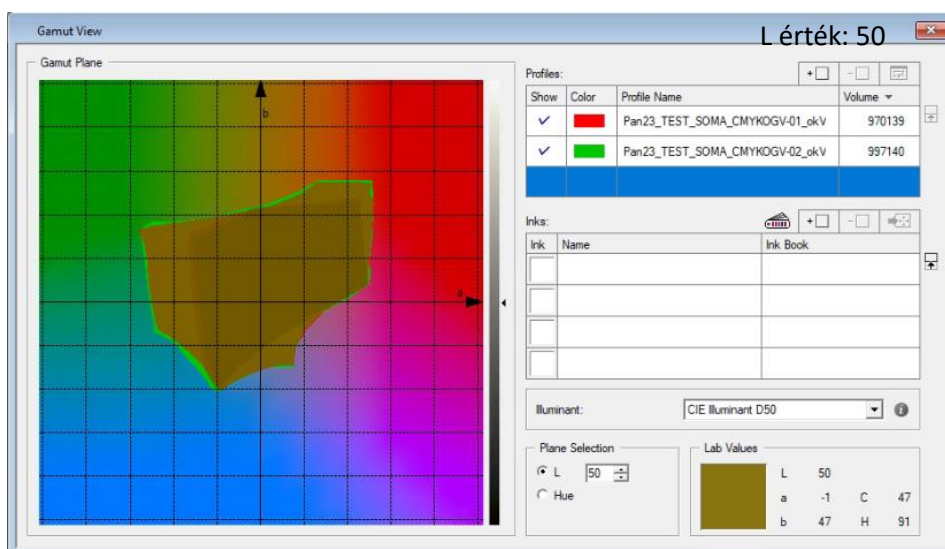 Gamut View
L érték: 50
Gamut Plane
b
a
Profiles:
Show Color Profile Name Volume
Pan23_TEST_SOMA_CMYKOGV-01_okV 970139
Pan23_TEST_SOMA_CMYKOGV-02_okV 997140
Inks:
Ink Name Ink Book
Illuminant: CIE Illuminant D50
Plane Selection
L 50
Hue
Lab Values
L 50
a -1 C 47
b 47 H 91